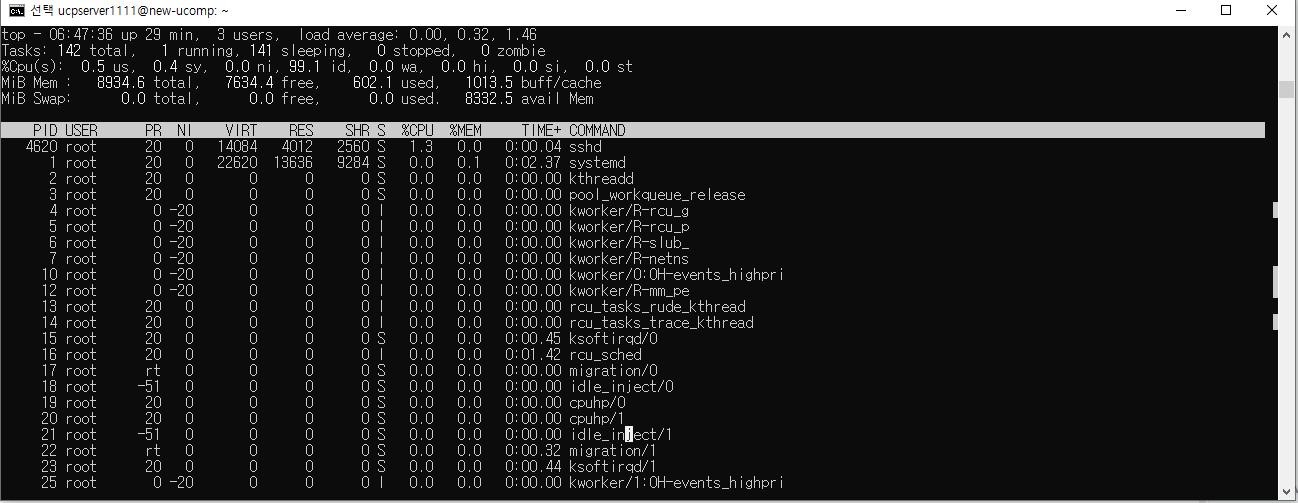 선택 ucpserver1111@new-ucomp: ~
top - 06:47:36 up 29 min,  3 users,  load average: 0.00, 0.32, 1.46
Tasks: 142 total,   1 running, 141 sleeping,   0 stopped,   0 zombie
%Cpu(s):  0.5 us,  0.4 sy,  0.0 ni, 99.1 id,  0.0 wa,  0.0 hi,  0.0 si,  0.0 st
MiB Mem :   8934.6 total,   7634.4 free,    602.1 used,   1013.5 buff/cache
MiB Swap:      0.0 total,      0.0 free,      0.0 used.   8332.5 avail Mem
PID USER      PR  NI    VIRT    RES    SHR S  %CPU  %MEM     TIME+ COMMAND
4620 root      20   0   14084   4012   2560 S   1.3   0.0   0:00.04 sshd
1 root      20   0   22620  13636   9284 S   0.0   0.1   0:02.37 systemd
2 root      20   0       0      0      0 S   0.0   0.0   0:00.00 kthreadd
3 root      20   0       0      0      0 S   0.0   0.0   0:00.00 pool_workqueue_release
4 root       0 -20       0      0      0 I   0.0   0.0   0:00.00 kworker/R-rcu_g
5 root       0 -20       0      0      0 I   0.0   0.0   0:00.00 kworker/R-rcu_p
6 root       0 -20       0      0      0 I   0.0   0.0   0:00.00 kworker/R-slub_
7 root       0 -20       0      0      0 I   0.0   0.0   0:00.00 kworker/R-netns
10 root       0 -20       0      0      0 I   0.0   0.0   0:00.00 kworker/0:0H-events_highpri
12 root       0 -20       0      0      0 I   0.0   0.0   0:00.00 kworker/R-mm_pe
13 root      20   0       0      0      0 I   0.0   0.0   0:00.00 rcu_tasks_rude_kthread
14 root      20   0       0      0      0 I   0.0   0.0   0:00.00 rcu_tasks_trace_kthread
15 root      20   0       0      0      0 S   0.0   0.0   0:00.45 ksoftirqd/0
16 root      20   0       0      0      0 I   0.0   0.0   0:01.42 rcu_sched
17 root      rt   0       0      0      0 S   0.0   0.0   0:00.00 migration/0
18 root     -51   0       0      0      0 S   0.0   0.0   0:00.00 idle_inject/0
19 root      20   0       0      0      0 S   0.0   0.0   0:00.00 cpuhp/0
20 root      20   0       0      0      0 S   0.0   0.0   0:00.00 cpuhp/1
21 root     -51   0       0      0      0 S   0.0   0.0   0:00.00 idle_inject/1
22 root      rt   0       0      0      0 S   0.0   0.0   0:00.32 migration/1
23 root      20   0       0      0      0 S   0.0   0.0   0:00.44 ksoftirqd/1
25 root       0 -20       0      0      0 I   0.0   0.0   0:00.00 kworker/1:0H-events_highpri